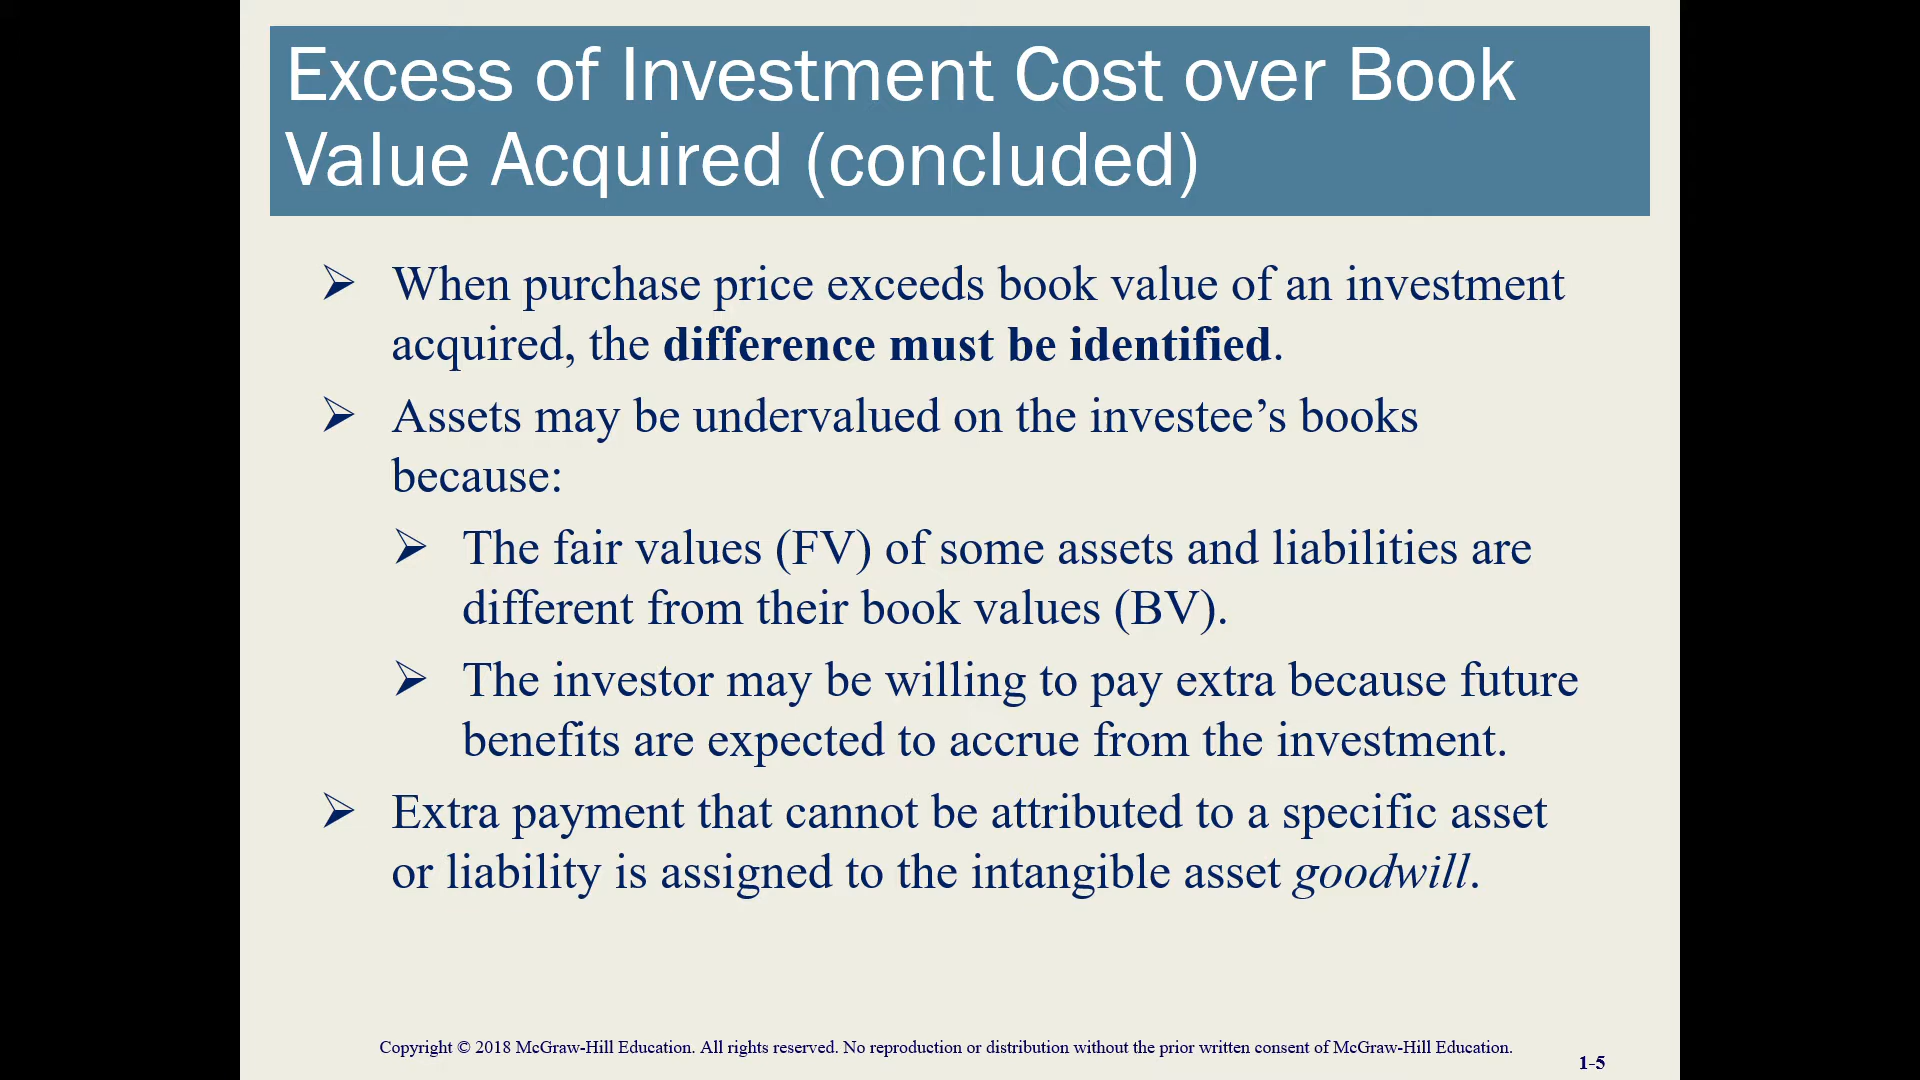 Excess of Investment Cost over Book
Value Acquired (concluded)
When purchase price exceeds book value of an investment
acquired, the difference must be identified.
Assets may be undervalued on the investee’s books
because:
The fair values (FV) of some assets and liabilities are
different from their book values (BV).
The investor may be willing to pay extra because future
benefits are expected to accrue from the investment.
Extra payment that cannot be attributed to a specific asset
or liability is assigned to the intangible asset goodwill.
Copyright © 2018 McGraw-Hill Education. All rights reserved. No reproduction or distribution without the prior written consent of McGraw-Hill Education.
1-5